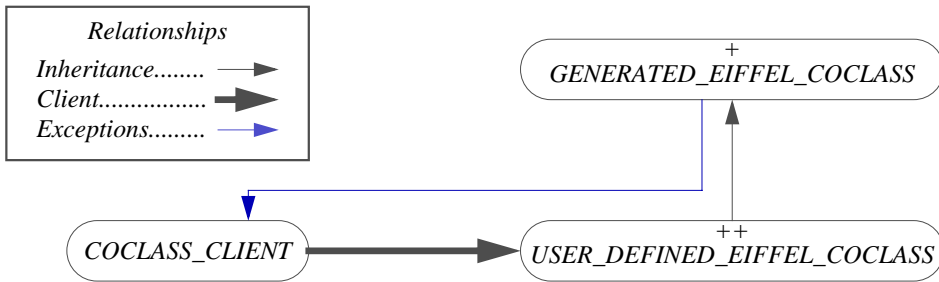 Relationships
Inheritance........
Client..................
Exceptions.........
+
GENERATED_EIFFEL_COCLASS
COCLASS_CLIENT
++
USER_DEFINED_EIFFEL_COCLASS